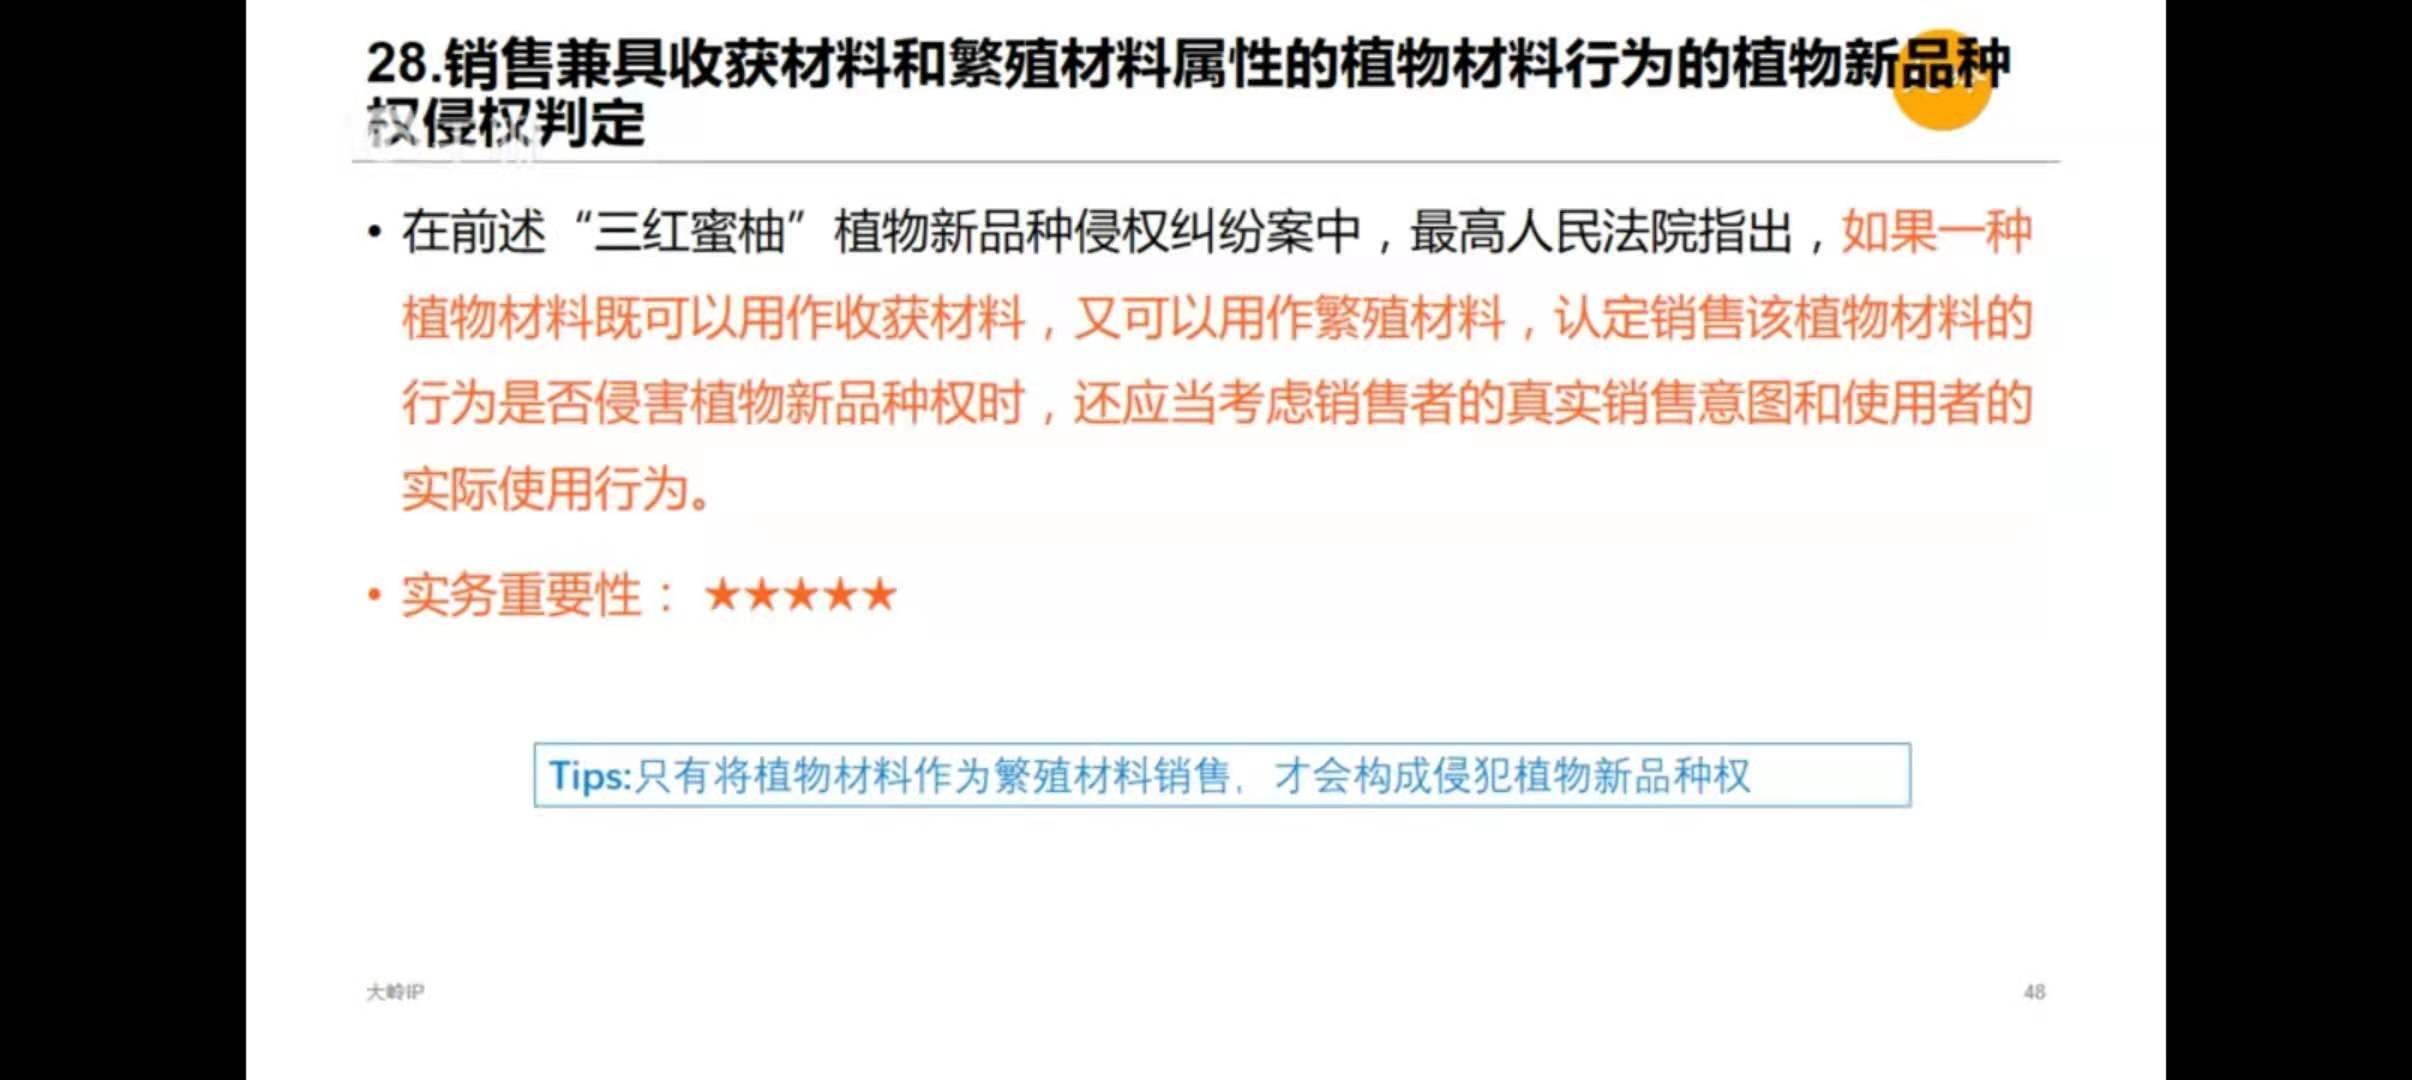 28.销售兼具收获材料和繁殖材料属性的植物材料行为的植物新品种
权侵权判定
• 在前述“三红蜜柚”植物新品种侵权纠纷案中，最高人民法院指出，如果一种
植物材料既可以用作收获材料，又可以用作繁殖材料，认定销售该植物材料的
行为是否侵害植物新品种权时，还应当考虑销售者的真实销售意图和使用者的
实际使用行为。
• 实务重要性：★★★★★
Tips:只有将植物材料作为繁殖材料销售，才会构成侵犯植物新品种权
大岭IP
48